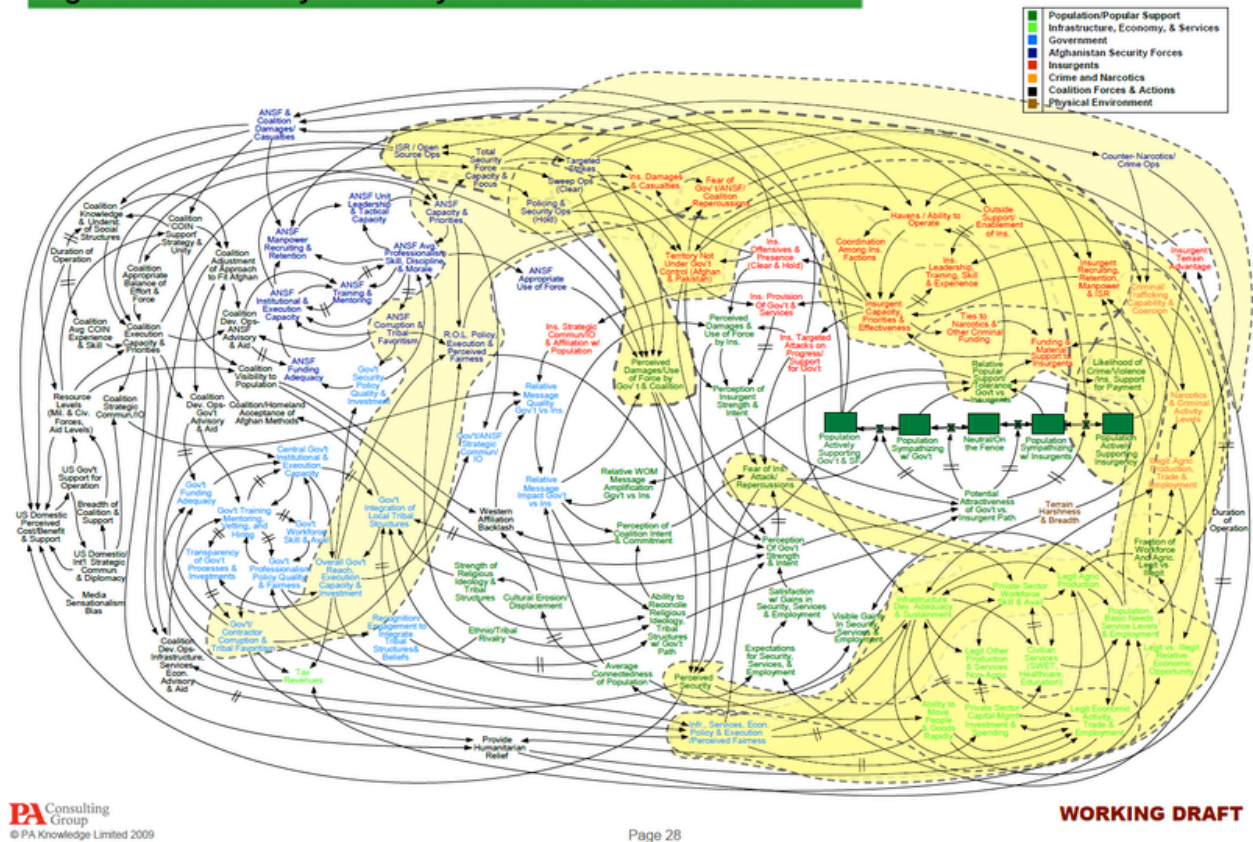 Population/Popular Support
Infrastructure, Economy, & Services
Government
Afghanistan Security Forces
Insurgents
Crime and Narcotics
Coalition Forces & Actions
Physical Environment
ANSF &
Coalition
Damages/
Casualties
ISR / Open
Source Ops
Total
Security
Force
Capacity &
Focus
Targeted
Strikes
Sweep Ops
(Clear)
Policing &
Security Ops
(Hold)
Ins. Damages
& Casualties
Fear of
Gov't/ANSF/
Coalition
Repercussions
Counter-Narcotics/
Crime Ops
Coalition
Knowledge
& Underst.
of Social
Structures
Duration of
Operation
Coalition
COIN
Support
Strategy &
Unity
Coalition
Appropriate
Balance of
Effort &
Force
Coalition
Adjustment
of Approach
to Fit Afghan
ANSF Unit
Leadership
& Tactical
Capacity
ANSF
Capacity &
Priorities
ANSF
Manpower
Recruiting &
Retention
ANSF Avg
Professionalism
Skill, Discipline,
& Morale
ANSF
Training &
Mentoring
ANSF
Institutional &
Execution
Capacity
ANSF
Appropriate
Use of Force
Coalition
Avg COIN
Experience
& Skill
Coalition
Execution
Capacity &
Priorities
Coalition
Dev. Ops-
ANSF
Advisory
& Aid
ANSF
Corruption &
Tribal
Favoritism
R.O.L. Policy,
Execution &
Perceived
Fairness
ANSF
Funding
Adequacy
Coalition
Visibility to
Population
Gov't
Security
Policy
Quality &
Investment
Ins. Strategic
Commun/IO
& Affiliation w/
Population
Territory Not
Under Gov't
Control (Afghan
& Pakistan)
Ins.
Offensives &
Presence
(Clear & Hold)
Ins. Provision
Of Gov't &
Services
Perceived
Damages &
Use of Force
by Ins.
Ins. Targeted
Attacks on
Progress/
Support
for Gov't
Havens / Ability to
Operate
Coordination
Among Ins.
Factions
Outside
Support/
Enablement
of Ins.
Ins.
Leadership,
Training, Skill
& Experience
Insurgent
Capacity,
Priorities &
Effectiveness
Insurgent
Recruiting,
Retention,
Manpower
& ISR
Insurgent
Terrain
Advantage
Criminal/
Trafficking
Capability &
Coercion
Ties to
Narcotics &
Other Criminal
Funding
Funding &
Material
Support to
Insurgents
Resource
Levels
(Mil. & Civ.
Forces,
Aid Levels)
Coalition
Strategic
Commun./IO
Coalition
Dev. Ops-
Gov't
Advisory
& Aid
Coalition/Homeland
Acceptance of
Afghan Methods
Relative
Message
Quality
Gov't vs Ins.
Perceived
Damages/Use
of Force by
Gov't & Coalition
Perception of
Insurgent
Strength &
Intent
Relative
Popular
Support/
Tolerance
Gov't vs
Insurgents
Likelihood of
Crime/Violence
/Ins. Support
for Payment
Narcotics
& Criminal
Activity
Levels
Population
Actively
Supporting
Gov't & SF
Population
Sympathizing
w/ Gov't
Neutral/On
the Fence
Population
Sympathizing
w/ Insurgents
Population
Actively
Supporting
Insurgency
US Gov't
Support for
Operation
Central Gov't
Institutional &
Execution
Capacity
Gov't/ANSF
Strategic
Commun/
IO
Relative
Message
Impact Gov't
vs Ins
Relative WOM
Message
Amplification
Gov't vs Ins
Fear of Ins.
Attack/
Repercussions
Potential
Attractiveness
of Gov't vs.
Insurgent Path
Terrain
Harshness
& Breadth
Illegit Agric
Production,
Trade &
Employment
Duration
of
Operation
US Domestic
Perceived
Cost/Benefit
& Support
Breadth of
Coalition &
Support
US Domestic/
Int'l Strategic
Commun.
& Diplomacy
Media
Sensationalism
Bias
Gov't
Funding
Adequacy
Gov't Training
Mentoring,
Vetting, and
Hiring
Gov't
Workforce
Skill & Avail
Gov't
Integration of
Local Tribal
Structures
Transparency
of Gov't
Processes &
Investments
Gov't
Professionalism
Policy Quality
& Fairness
Overall Gov't
Reach,
Execution
Capacity &
Investment
Western
Affiliation
Backlash
Perception of
Coalition Intent
& Commitment
Perception
Of Gov't
Strength
& Intent
Strength of
Religious
Ideology &
Tribal
Structures
Cultural Erosion/
Displacement
Ethnic/Tribal
Rivalry
Ability to
Reconcile
Religious
Ideology,
Tribal
Structures
w/ Gov't
Path
Satisfaction
w/ Gains in
Security, Services
& Employment
Expectations
for Security,
Services, &
Employment
Visible Gains
In Security,
Services &
Employment
Infrastructure
Dev. Adequacy
& Sustainment
Private Sector
Workforce
Skill & Avail
Legit Agric
Production
Fraction of
Workforce
And Agric.
Legit vs
Illegit
Population
Basic Needs
Service Levels &
Employment
Legit vs. Illegit
Relative
Economic
Opportunity
Legit Other
Production
& Services
Non-Agric
Civilian
Services
(SWET,
Healthcare,
Education)
Gov't/
Contractor
Corruption &
Tribal Favoritism
Recognition/
Engagement to
Integrate
Tribal
Structures&
Beliefs
Coalition
Dev. Ops-
Infrastructure,
Services,
Econ.
Advisory
& Aid
Tax
Revenues
Average
Connectedness
of Population
Perceived
Security
Ability to
Move
People
& Goods
Rapidly
Private Sector
Capital Mgmt
Investment &
Spending
Legit Economic
Activity,
Trade &
Employment
Infr., Services, Econ.
Policy & Execution
/Perceived Fairness
Provide
Humanitarian
Relief
PA Consulting
Group
© PA Knowledge Limited 2009
Page 28
WORKING DRAFT